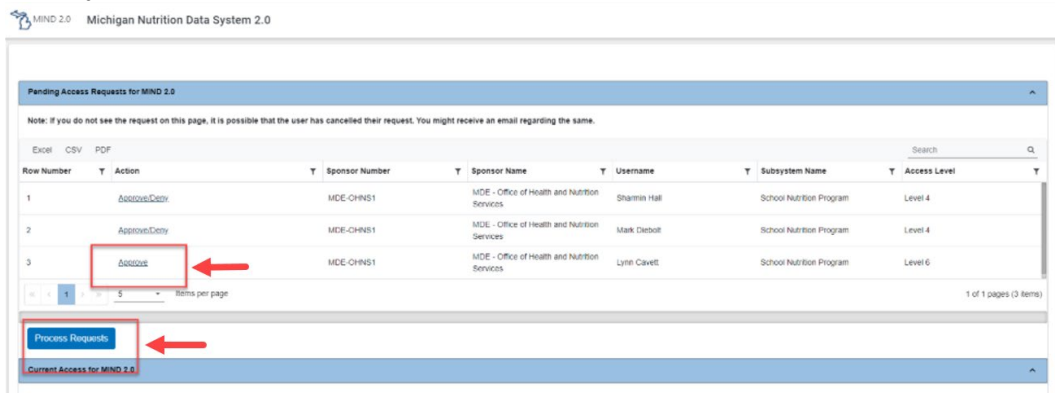 MIND 2.0 Michigan Nutrition Data System 2.0
Pending Access Requests for MIND 2.0
Note: If you do not see the request on this page, it is possible that the user has cancelled their request. You might receive an email regarding the same.
Excel CSV PDF Search
Row Number Action Sponsor Number Sponsor Name Username Subsystem Name Access Level
1 Approve/Deny MDE-OHNS1 MDE - Office of Health and Nutrition Services Sharmin Hall School Nutrition Program Level 4
2 Approve/Deny MDE-OHNS1 MDE - Office of Health and Nutrition Services Mark Diebolt School Nutrition Program Level 4
3 Approve MDE-OHNS1 MDE - Office of Health and Nutrition Services Lynn Cavett School Nutrition Program Level 6
1 5 Items per page 1 of 1 pages (3 items)
Process Requests
Current Access for MIND 2.0